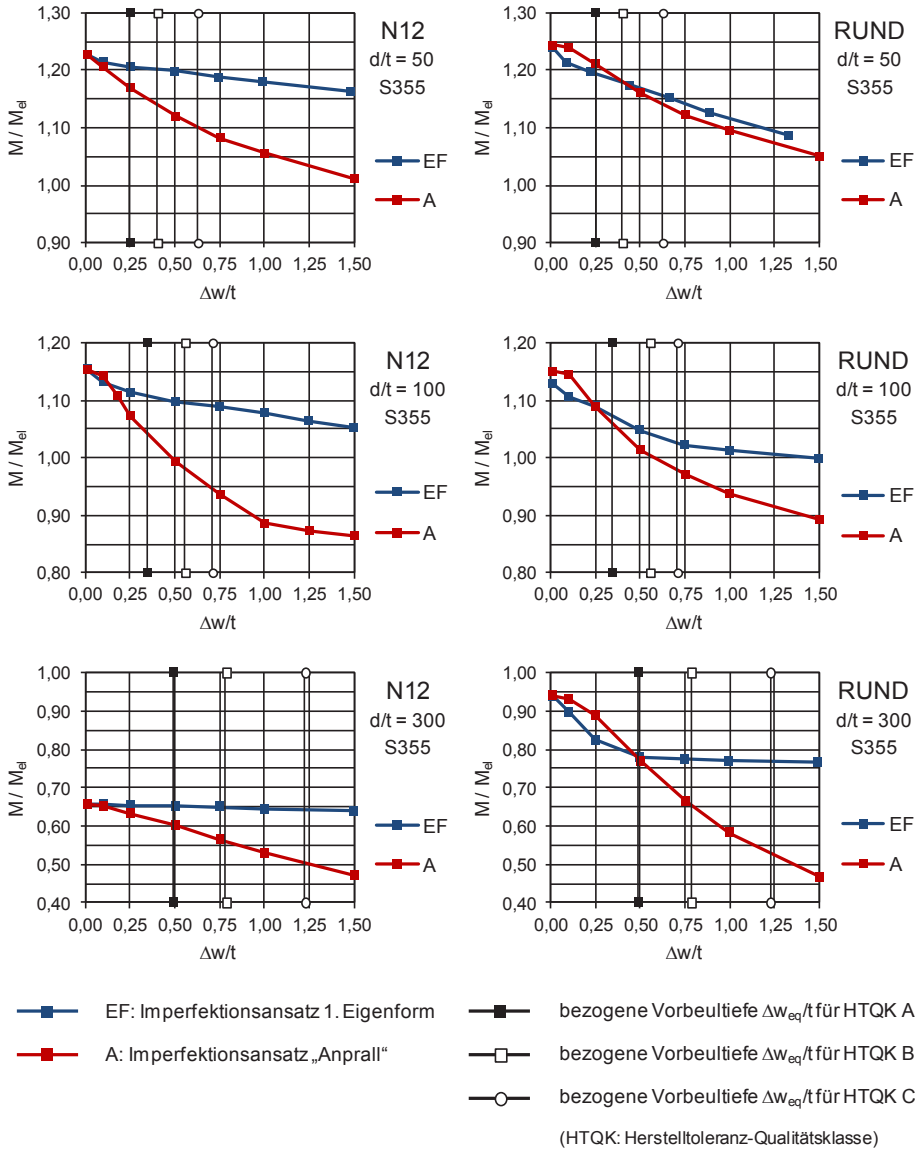 1,30
1,20
1,10
1,00
0,90
M / Mel
0,00 0,25 0,50 0,75 1,00 1,25 1,50
Δw/t
N12
d/t = 50
S355
EF
A
1,30
1,20
1,10
1,00
0,90
M / Mel
0,00 0,25 0,50 0,75 1,00 1,25 1,50
Δw/t
RUND
d/t = 50
S355
EF
A
1,20
1,10
1,00
0,90
0,80
M / Mel
0,00 0,25 0,50 0,75 1,00 1,25 1,50
Δw/t
N12
d/t = 100
S355
EF
A
1,20
1,10
1,00
0,90
0,80
M / Mel
0,00 0,25 0,50 0,75 1,00 1,25 1,50
Δw/t
RUND
d/t = 100
S355
EF
A
1,00
0,90
0,80
0,70
0,60
0,50
0,40
M / Mel
0,00 0,25 0,50 0,75 1,00 1,25 1,50
Δw/t
N12
d/t = 300
S355
EF
A
1,00
0,90
0,80
0,70
0,60
0,50
0,40
M / Mel
0,00 0,25 0,50 0,75 1,00 1,25 1,50
Δw/t
RUND
d/t = 300
S355
EF
A
EF: Imperfektionsansatz 1. Eigenform
A: Imperfektionsansatz „Anprall“
bezogene Vorbeultiefe Δweq/t für HTQK A
bezogene Vorbeultiefe Δweq/t für HTQK B
bezogene Vorbeultiefe Δweq/t für HTQK C
(HTQK: Herstelltoleranz-Qualitätsklasse)